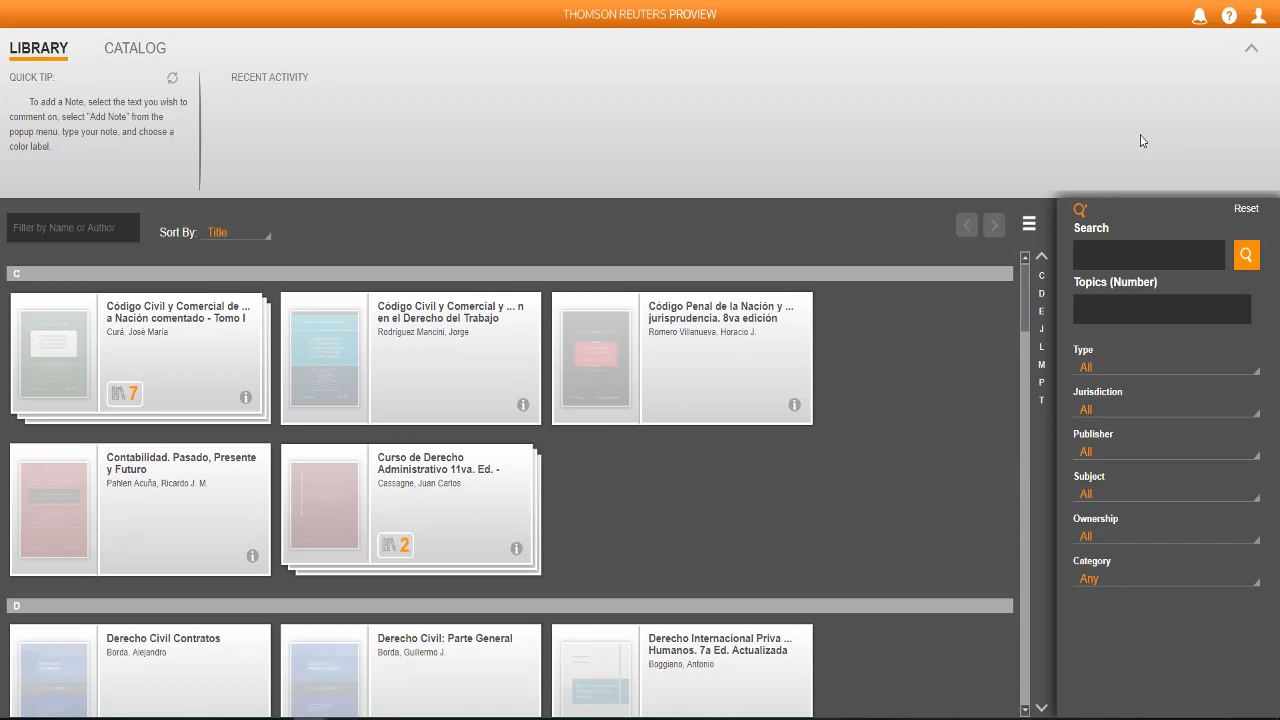 THOMSON REUTERS PROVIEW
LIBRARY
CATALOG
QUICK TIP:
To add a Note, select the text you wish to
comment on, select "Add Note" from the
popup menu, type your note, and choose a
color label.
RECENT ACTIVITY
Filter by Name or Author
Sort By: Title
C
Código Civil y Comercial de ...
a Nación comentado - Tomo I
Curá, José María
7
Código Civil y Comercial y ... n
en el Derecho del Trabajo
Rodríguez Mancini, Jorge
Código Penal de la Nación y ...
jurisprudencia. 8va edición
Romero Villanueva, Horacio J.
Contabilidad. Pasado, Presente
y Futuro
Pahlen Acuña, Ricardo J. M
Curso de Derecho
Administrativo 11va. Ed. -
Cassagne, Juan Carlos
2
D
Derecho Civil Contratos
Borda, Alejandro
Derecho Civil: Parte General
Borda, Guillermo J.
Derecho Internacional Priva ...
Humanos. 7a Ed. Actualizada
Boggiano, Antonio
C
D
E
J
L
M
P
T
Reset
Search
Topics (Number)
Type
All
Jurisdiction
All
Publisher
All
Subject
All
Ownership
All
Category
Any